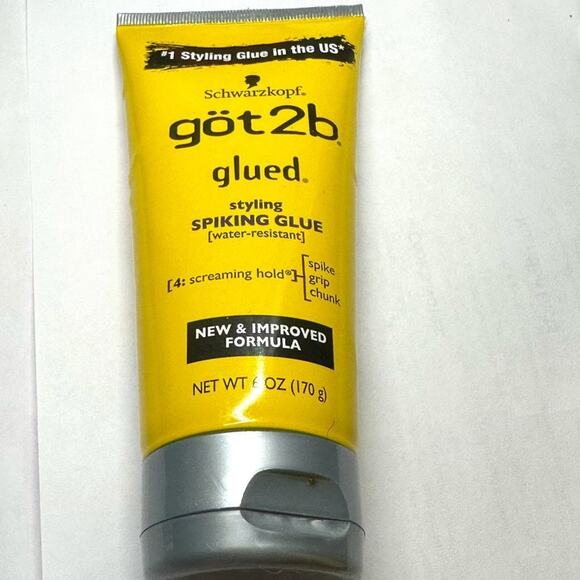 #1 Styling Glue in the US*
Schwarzkopf®
göt2b®
glued®
styling
SPIKING GLUE
[water-resistant]
[4: screaming hold®]
spike
grip
chunk
NEW & IMPROVED
FORMULA
NET WT 6 OZ (170 g)